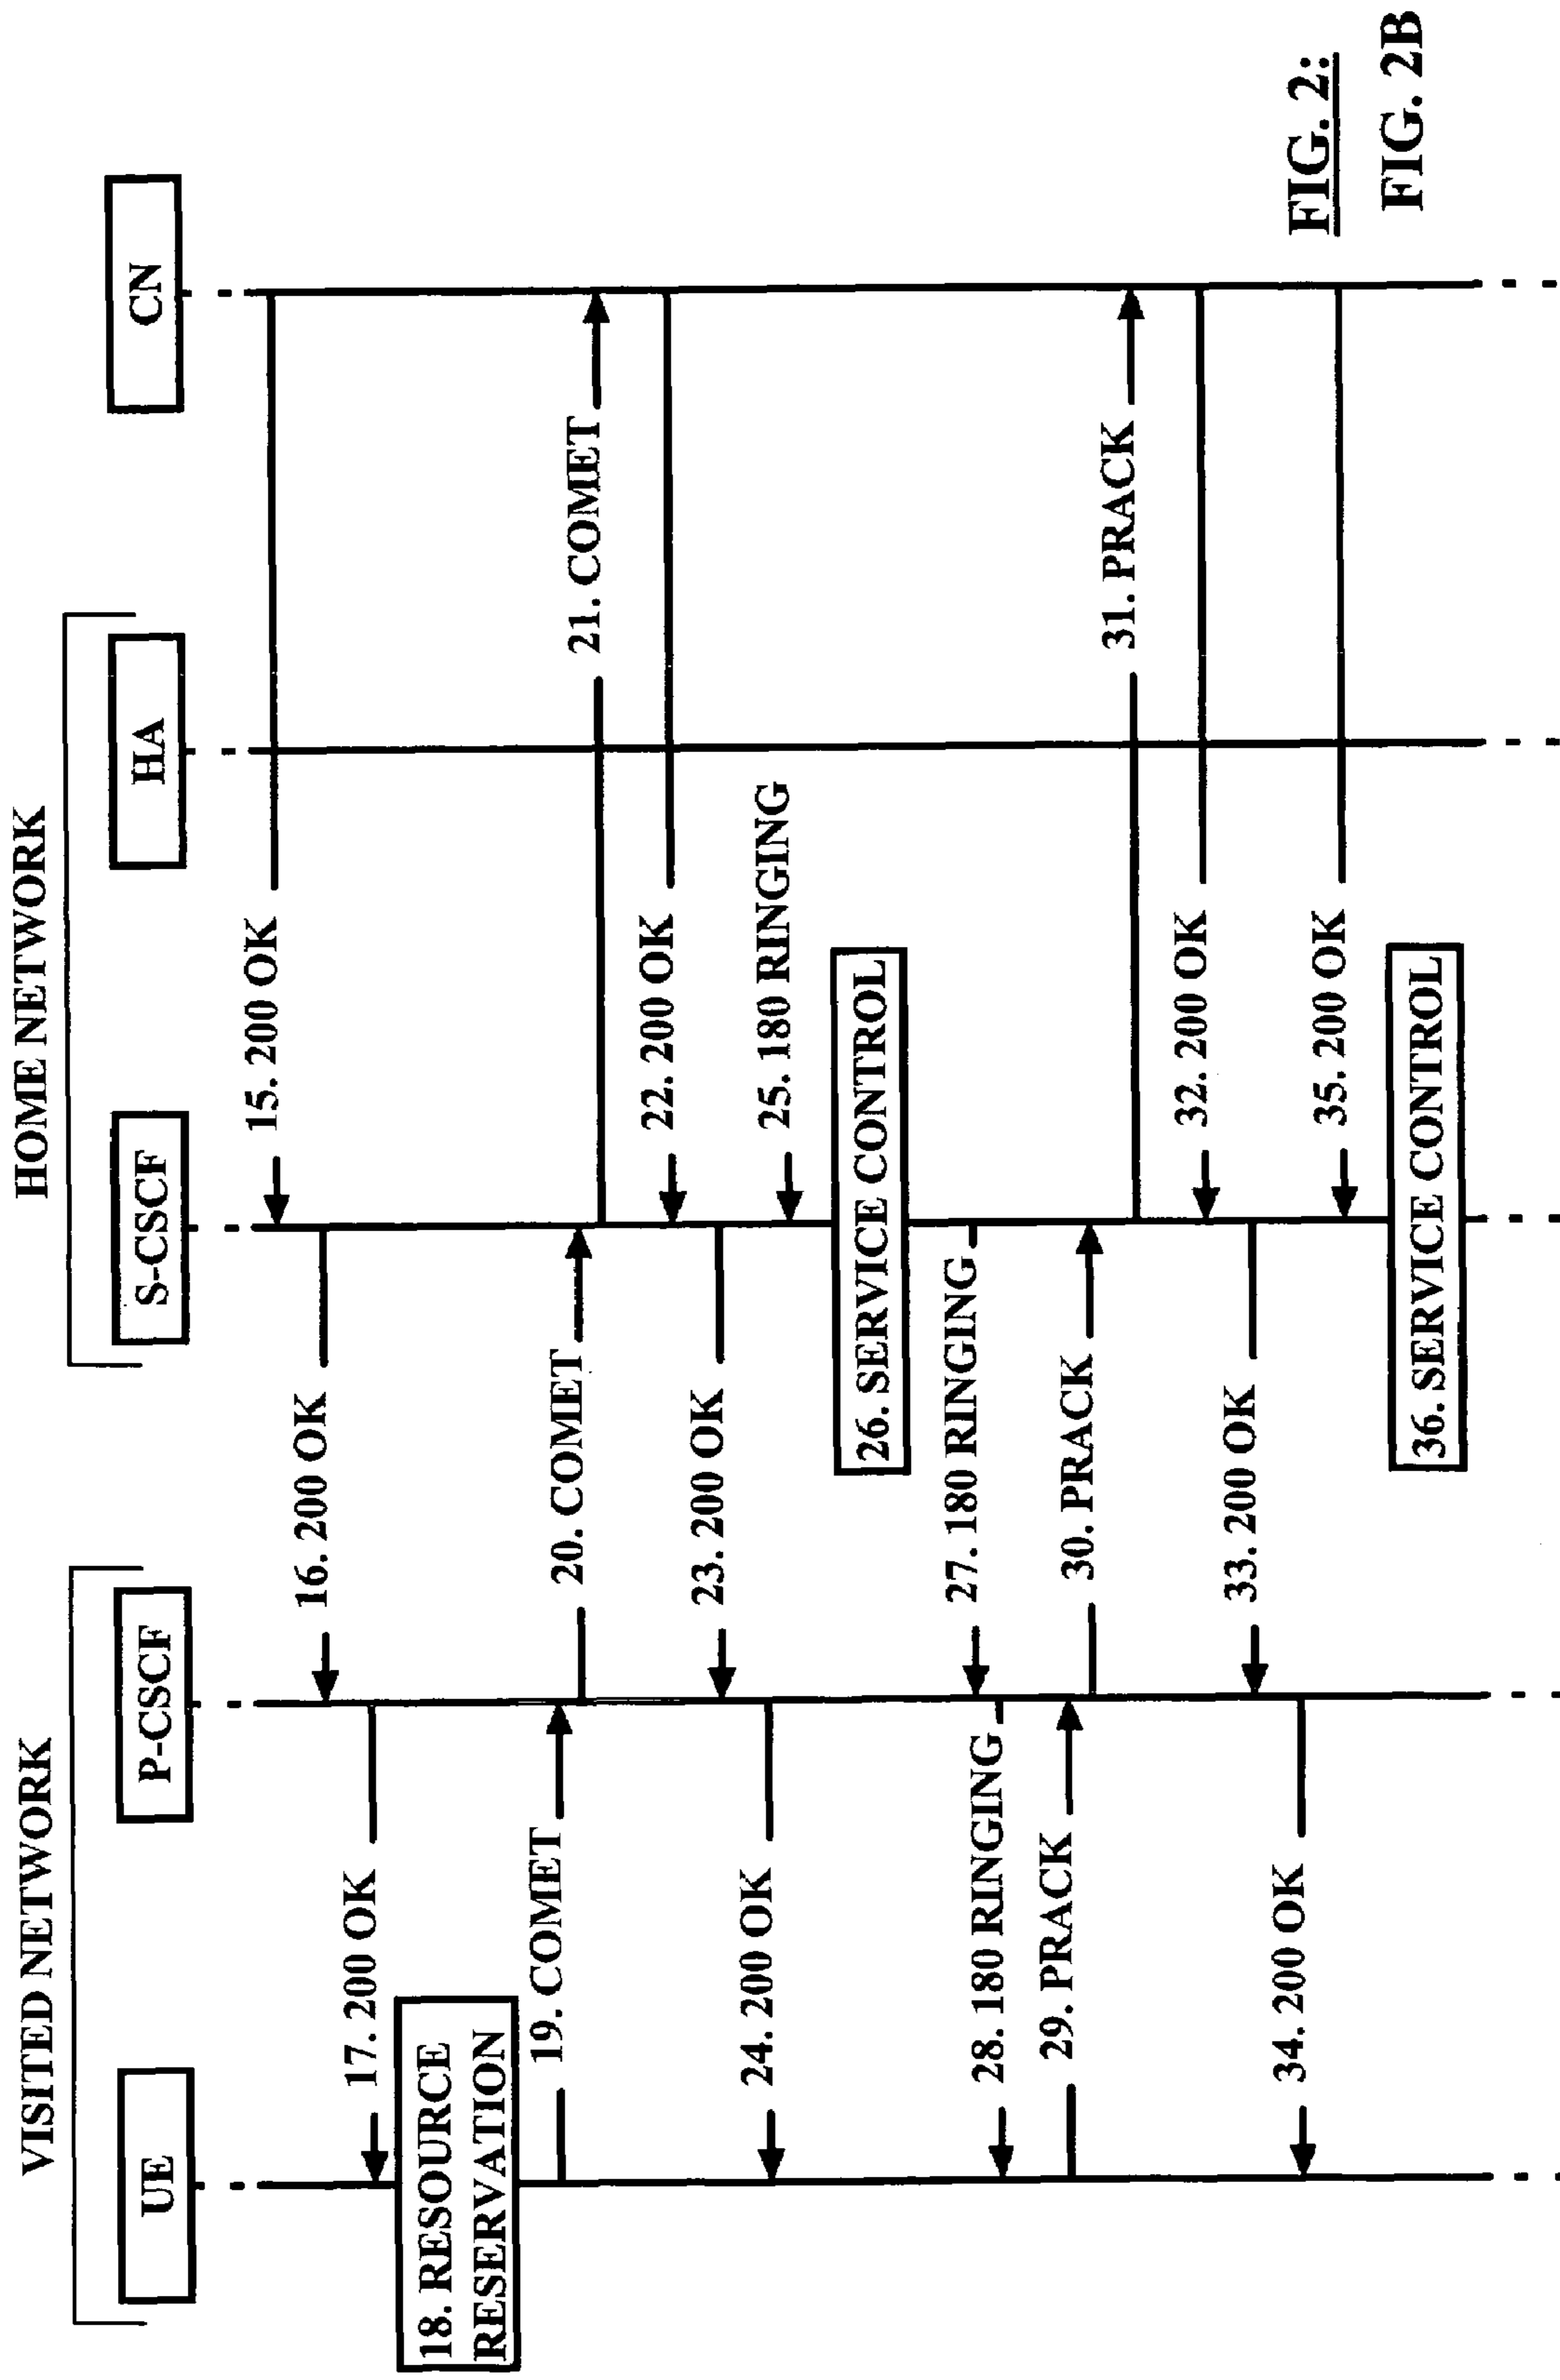 VISITED NETWORK
HOME NETWORK
UE
P-CSCF
S-CSCF
HA
CN
15. 200 OK
16. 200 OK
17. 200 OK
18. RESOURCE
RESERVATION
19. COMET
20. COMET
21. COMET
22. 200 OK
23. 200 OK
24. 200 OK
25. 180 RINGING
26. SERVICE CONTROL
27. 180 RINGING
28. 180 RINGING
29. PRACK
30. PRACK
31. PRACK
32. 200 OK
33. 200 OK
34. 200 OK
35. 200 OK
36. SERVICE CONTROL
FIG. 2:
FIG. 2B